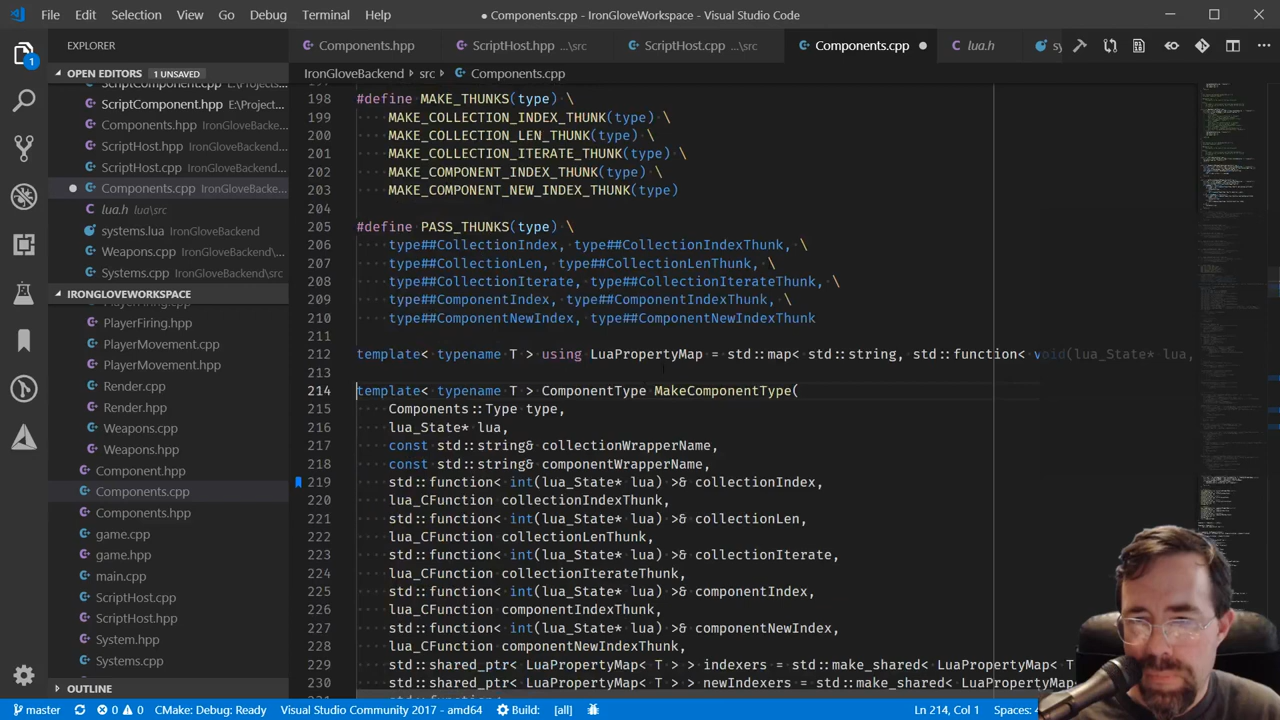 File Edit Selection View Go Debug Terminal Help ● Components.cpp - IronGloveWorkspace - Visual Studio Code
EXPLORER
Components.hpp ScriptHost.hpp ...\src ScriptHost.cpp ...\src Components.cpp lua.h sy
OPEN EDITORS 1 UNSAVED
IronGloveBackend › src › Components.cpp
ScriptComponent.cpp E:\Projects...
ScriptComponent.hpp E:\Project...
Components.hpp IronGloveBacke...
ScriptHost.hpp IronGloveBackend...
ScriptHost.cpp IronGloveBackend...
Components.cpp IronGloveBacke...
lua.h lua\src
systems.lua IronGloveBackend
Weapons.cpp IronGloveBackend\...
Systems.cpp IronGloveBackend\src
IRONGLOVEWORKSPACE
PlayerFiring.hpp
PlayerMovement.cpp
PlayerMovement.hpp
Render.cpp
Render.hpp
Weapons.cpp
Weapons.hpp
Component.hpp
Components.cpp
Components.hpp
game.cpp
game.hpp
main.cpp
ScriptHost.cpp
ScriptHost.hpp
System.hpp
Systems.cpp
OUTLINE
198 #define MAKE_THUNKS(type) \
199 MAKE_COLLECTION_INDEX_THUNK(type) \
200 MAKE_COLLECTION_LEN_THUNK(type) \
201 MAKE_COLLECTION_ITERATE_THUNK(type) \
202 MAKE_COMPONENT_INDEX_THUNK(type) \
203 MAKE_COMPONENT_NEW_INDEX_THUNK(type)
204
205 #define PASS_THUNKS(type) \
206 type##CollectionIndex, type##CollectionIndexThunk, \
207 type##CollectionLen, type##CollectionLenThunk, \
208 type##CollectionIterate, type##CollectionIterateThunk, \
209 type##ComponentIndex, type##ComponentIndexThunk, \
210 type##ComponentNewIndex, type##ComponentNewIndexThunk
211
212 template< typename T > using LuaPropertyMap = std::map< std::string, std::function< void(lua_State* lua,
213
214 template< typename T > ComponentType MakeComponentType(
215 Components::Type type,
216 lua_State* lua,
217 const std::string& collectionWrapperName,
218 const std::string& componentWrapperName,
219 std::function< int(lua_State* lua) >& collectionIndex,
220 lua_CFunction collectionIndexThunk,
221 std::function< int(lua_State* lua) >& collectionLen,
222 lua_CFunction collectionLenThunk,
223 std::function< int(lua_State* lua) >& collectionIterate,
224 lua_CFunction collectionIterateThunk,
225 std::function< int(lua_State* lua) >& componentIndex,
226 lua_CFunction componentIndexThunk,
227 std::function< int(lua_State* lua) >& componentNewIndex,
228 lua_CFunction componentNewIndexThunk,
229 std::shared_ptr< LuaPropertyMap< T > > indexers = std::make_shared< LuaPropertyMap< T
230 std::shared_ptr< LuaPropertyMap< T > > newIndexers = std::make_shared< LuaPropertyMap
master 0 0 CMake: Debug: Ready Visual Studio Community 2017 - amd64 Build: [all] Ln 214, Col 1 Spaces: